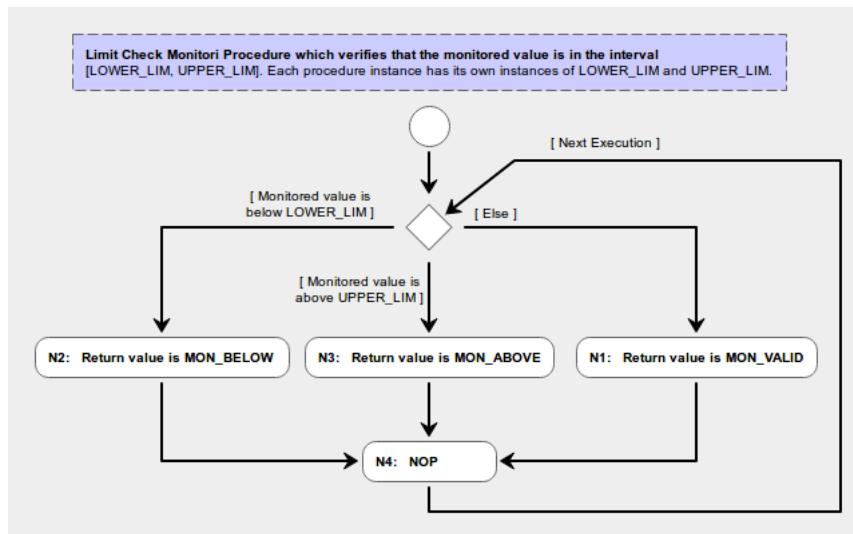 Limit Check Monitori Procedure which verifies that the monitored value is in the interval
[LOWER_LIM, UPPER_LIM]. Each procedure instance has its own instances of LOWER_LIM and UPPER_LIM.
[ Next Execution ]
[ Monitored value is
below LOWER_LIM ]
[ Else ]
[ Monitored value is
above UPPER_LIM ]
N2: Return value is MON_BELOW
N3: Return value is MON_ABOVE
N1: Return value is MON_VALID
N4: NOP